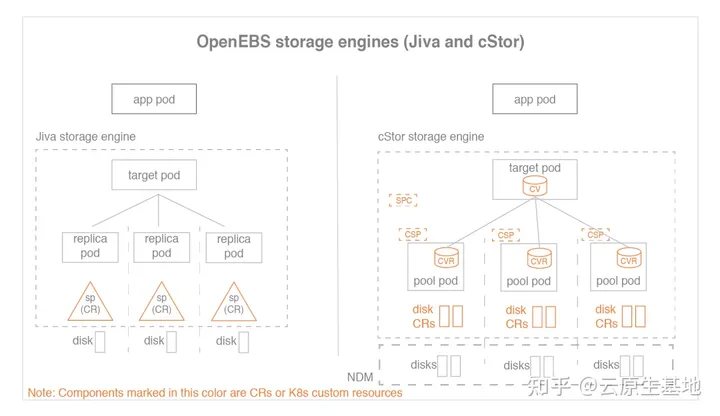 OpenEBS storage engines (Jiva and cStor)
app pod
Jiva storage engine
target pod
replica
pod
replica
pod
replica
pod
sp
(CR)
sp
(CR)
sp
(CR)
disk
disk
disk
app pod
cStor storage engine
target pod
CV
SPC
CSP
CSP
CSP
CVR
CVR
CVR
pool pod
pool pod
pool pod
disk
CRs
disk
CRs
disk
CRs
NDM
disks
disks
disks
Note: Components marked in this color are CRs or K8s custom resources
知乎 @云原生基地